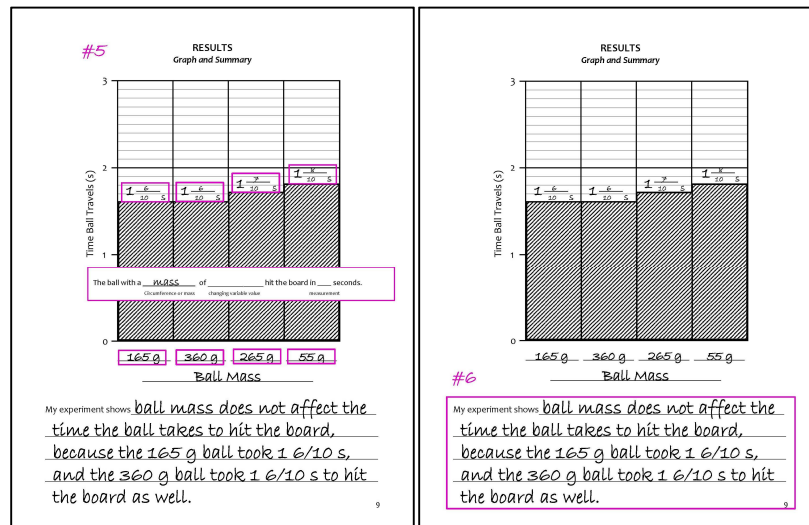 #5
RESULTS
Graph and Summary
3
2
1
0
Time Ball Travels (s)
1 6/10 s
1 6/10 s
1 7/10 s
1 8/10 s
The ball with a mass of ____ hit the board in ____ seconds.
Circumference or mass changing variable value measurement
165 g 360 g 265 g 55 g
Ball Mass
My experiment shows ball mass does not affect the
time the ball takes to hit the board,
because the 165 g ball took 1 6/10 s,
and the 360 g ball took 1 6/10 s to hit
the board as well.
9
RESULTS
Graph and Summary
3
2
1
0
Time Ball Travels (s)
1 6/10 s
1 6/10 s
1 7/10 s
1 8/10 s
165 g 360 g 265 g 55 g
Ball Mass
#6
My experiment shows ball mass does not affect the
time the ball takes to hit the board,
because the 165 g ball took 1 6/10 s,
and the 360 g ball took 1 6/10 s to hit
the board as well.
9